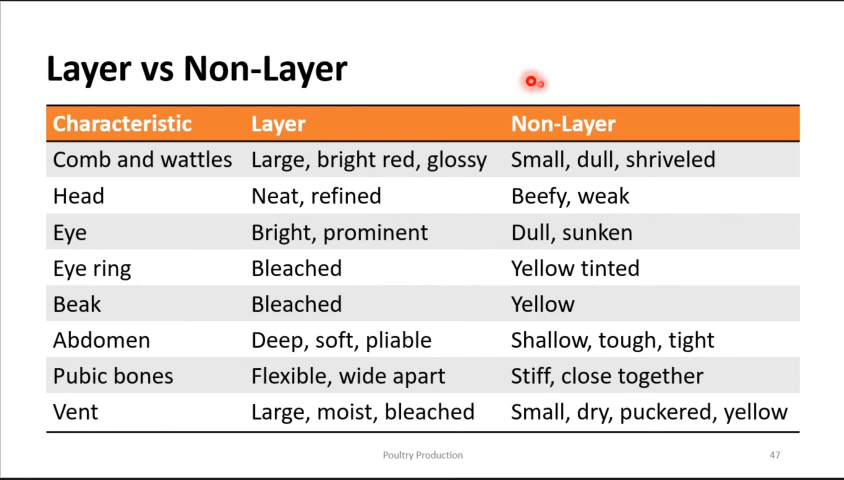 Layer vs Non-Layer
Characteristic Layer Non-Layer
Comb and wattles Large, bright red, glossy Small, dull, shriveled
Head Neat, refined Beefy, weak
Eye Bright, prominent Dull, sunken
Eye ring Bleached Yellow tinted
Beak Bleached Yellow
Abdomen Deep, soft, pliable Shallow, tough, tight
Pubic bones Flexible, wide apart Stiff, close together
Vent Large, moist, bleached Small, dry, puckered, yellow
Poultry Production 47